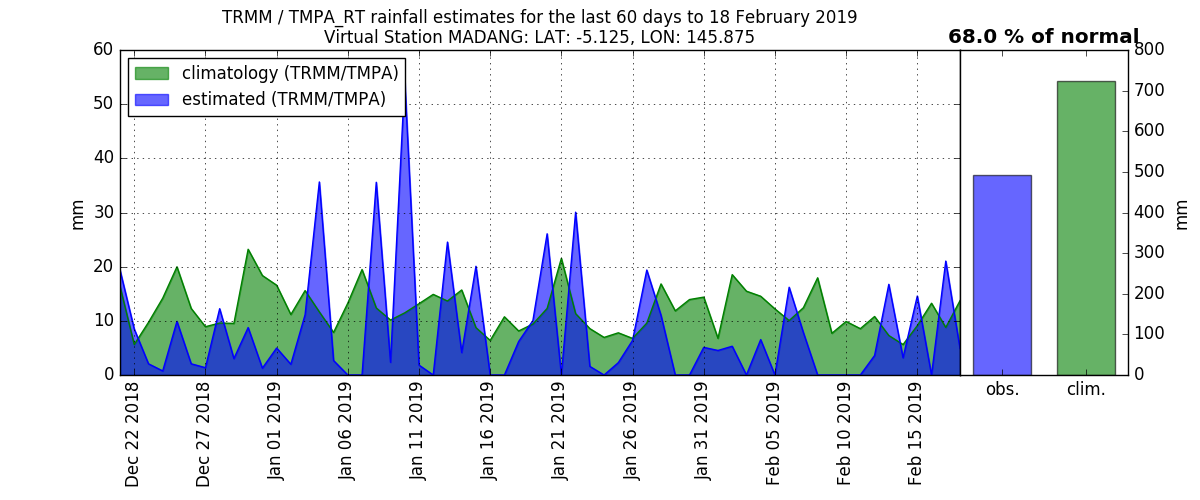 TRMM / TMPA_RT rainfall estimates for the last 60 days to 18 February 2019
Virtual Station MADANG: LAT: -5.125, LON: 145.875
68.0 % of normal
climatology (TRMM/TMPA)
estimated (TRMM/TMPA)
60
50
40
30
20
10
0
mm
Dec 22 2018
Dec 27 2018
Jan 01 2019
Jan 06 2019
Jan 11 2019
Jan 16 2019
Jan 21 2019
Jan 26 2019
Jan 31 2019
Feb 05 2019
Feb 10 2019
Feb 15 2019
obs.
clim.
800
700
600
500
400
300
200
100
0
mm